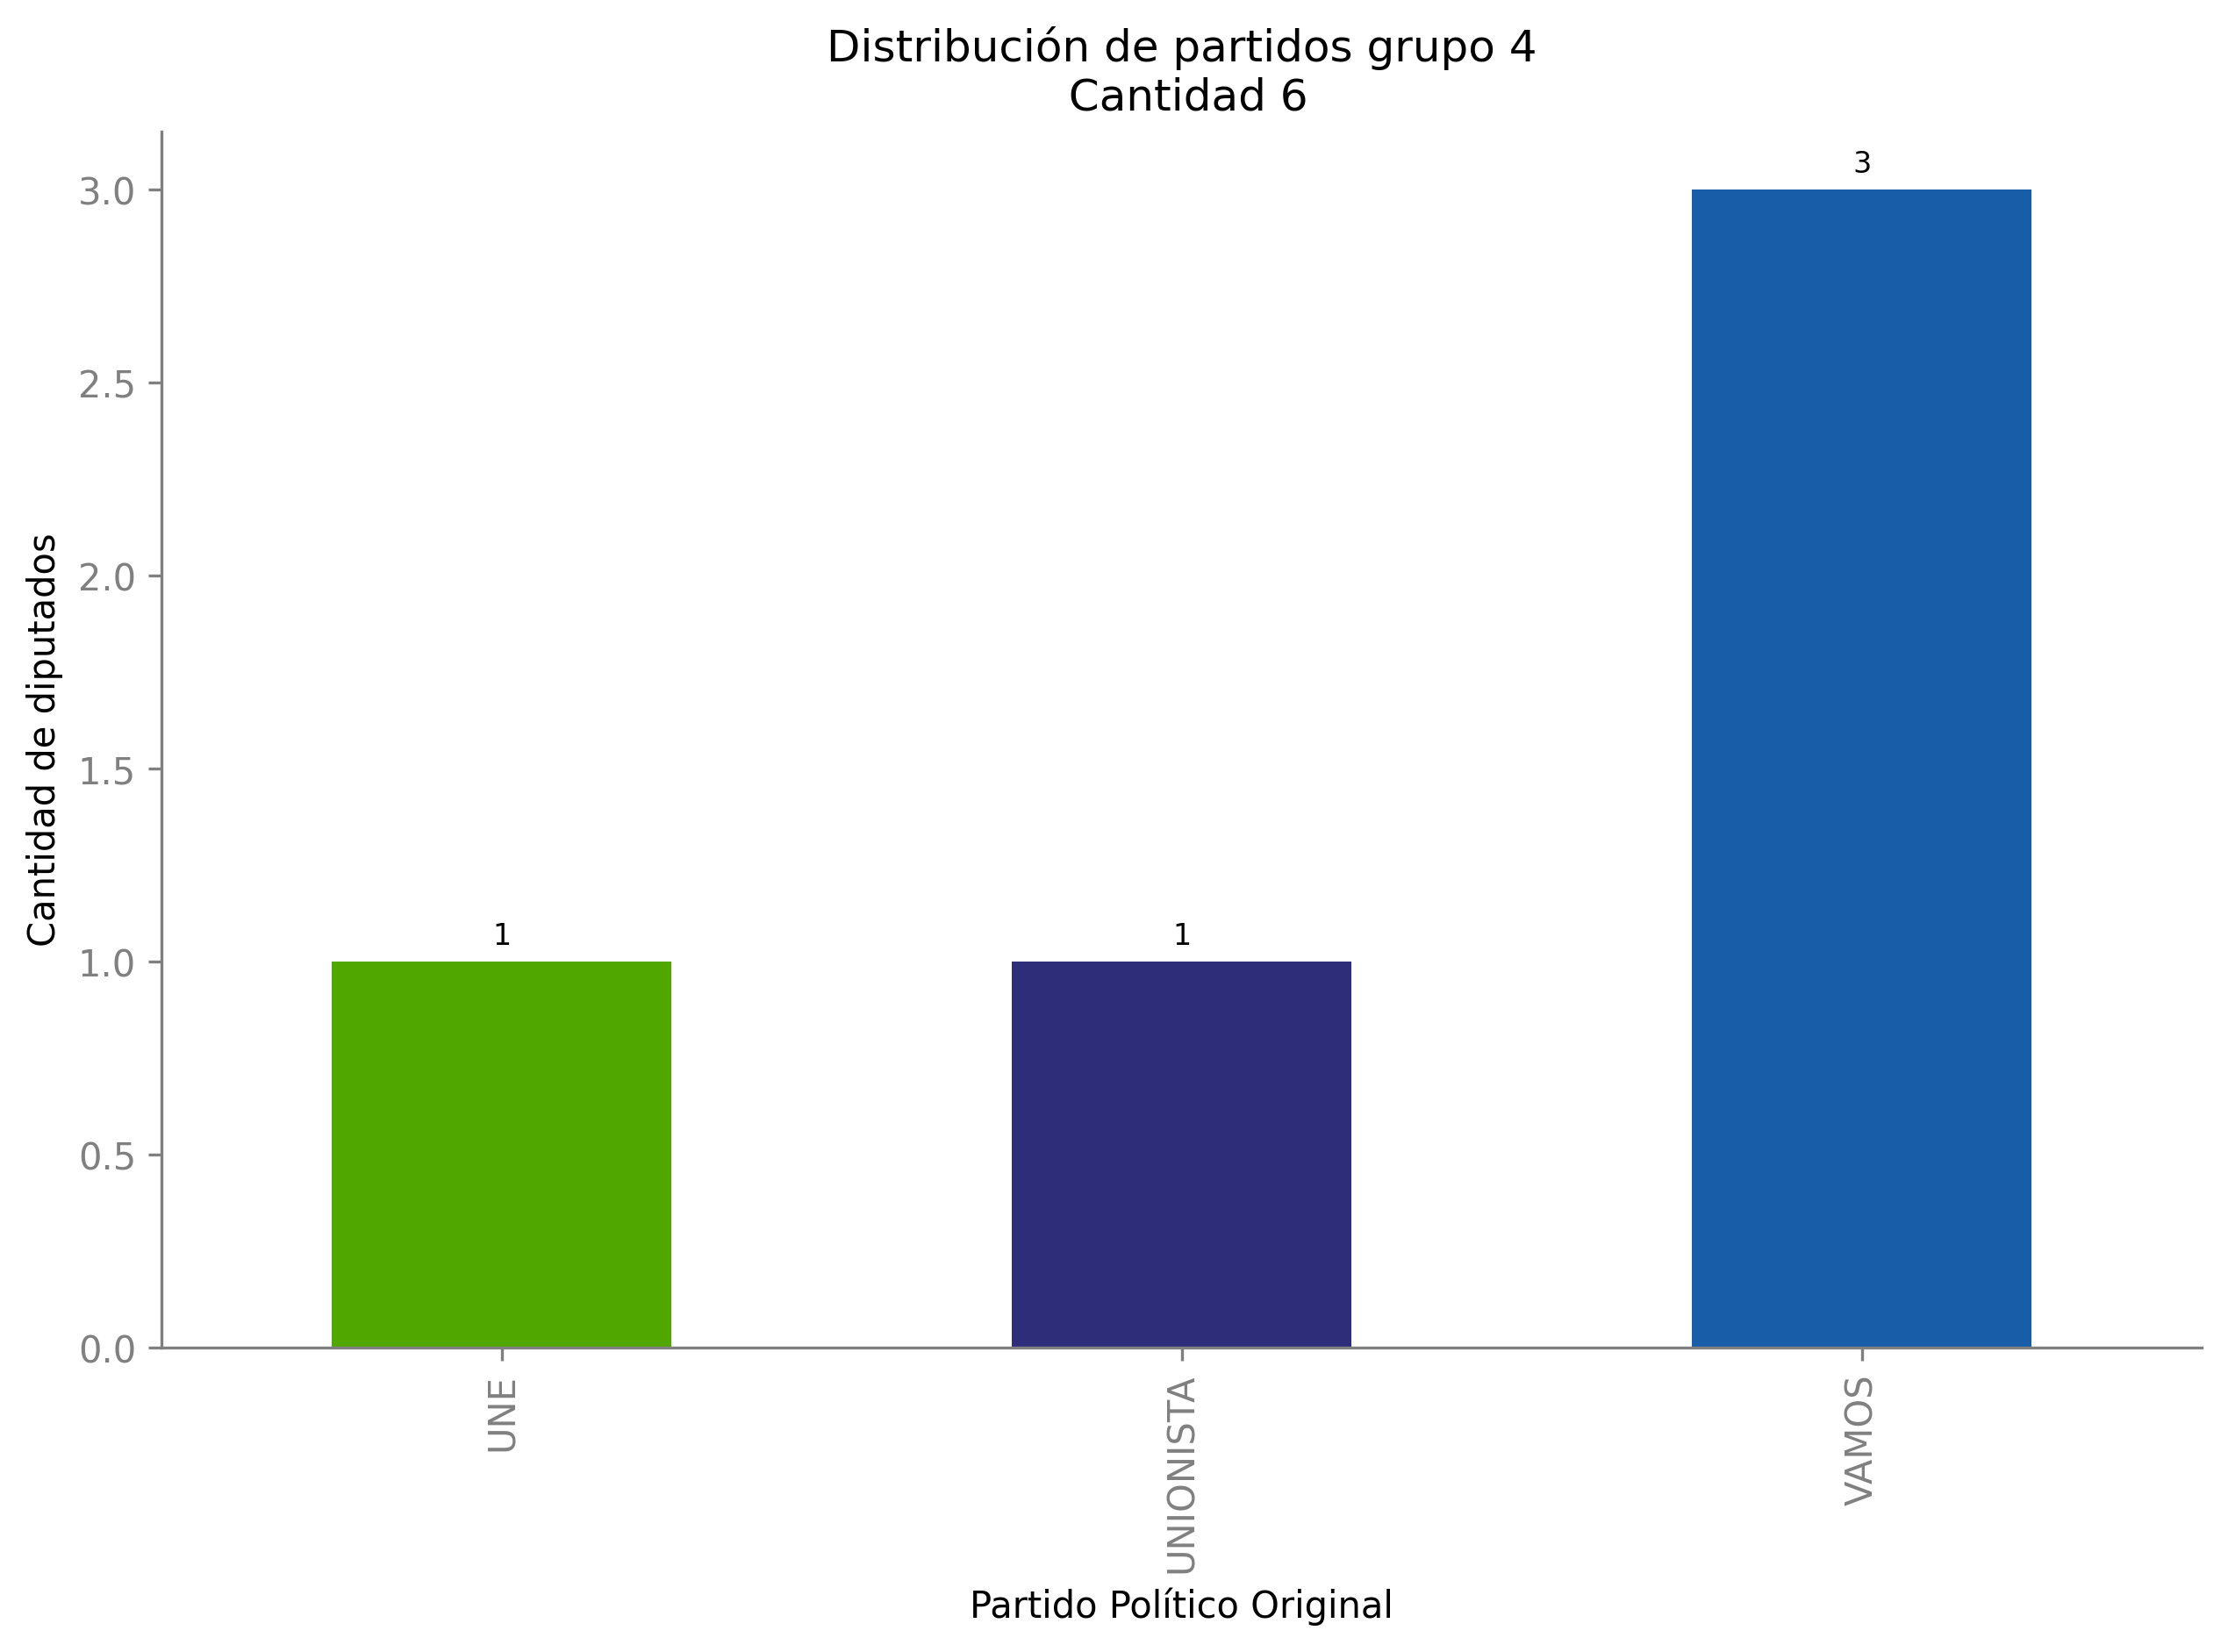 Distribución de partidos grupo 4
Cantidad 6
3
3.0
2.5
2.0
1.5
1.0
0.5
0.0
Cantidad de diputados
1
1
UNE
UNIONISTA
VAMOS
Partido Político Original